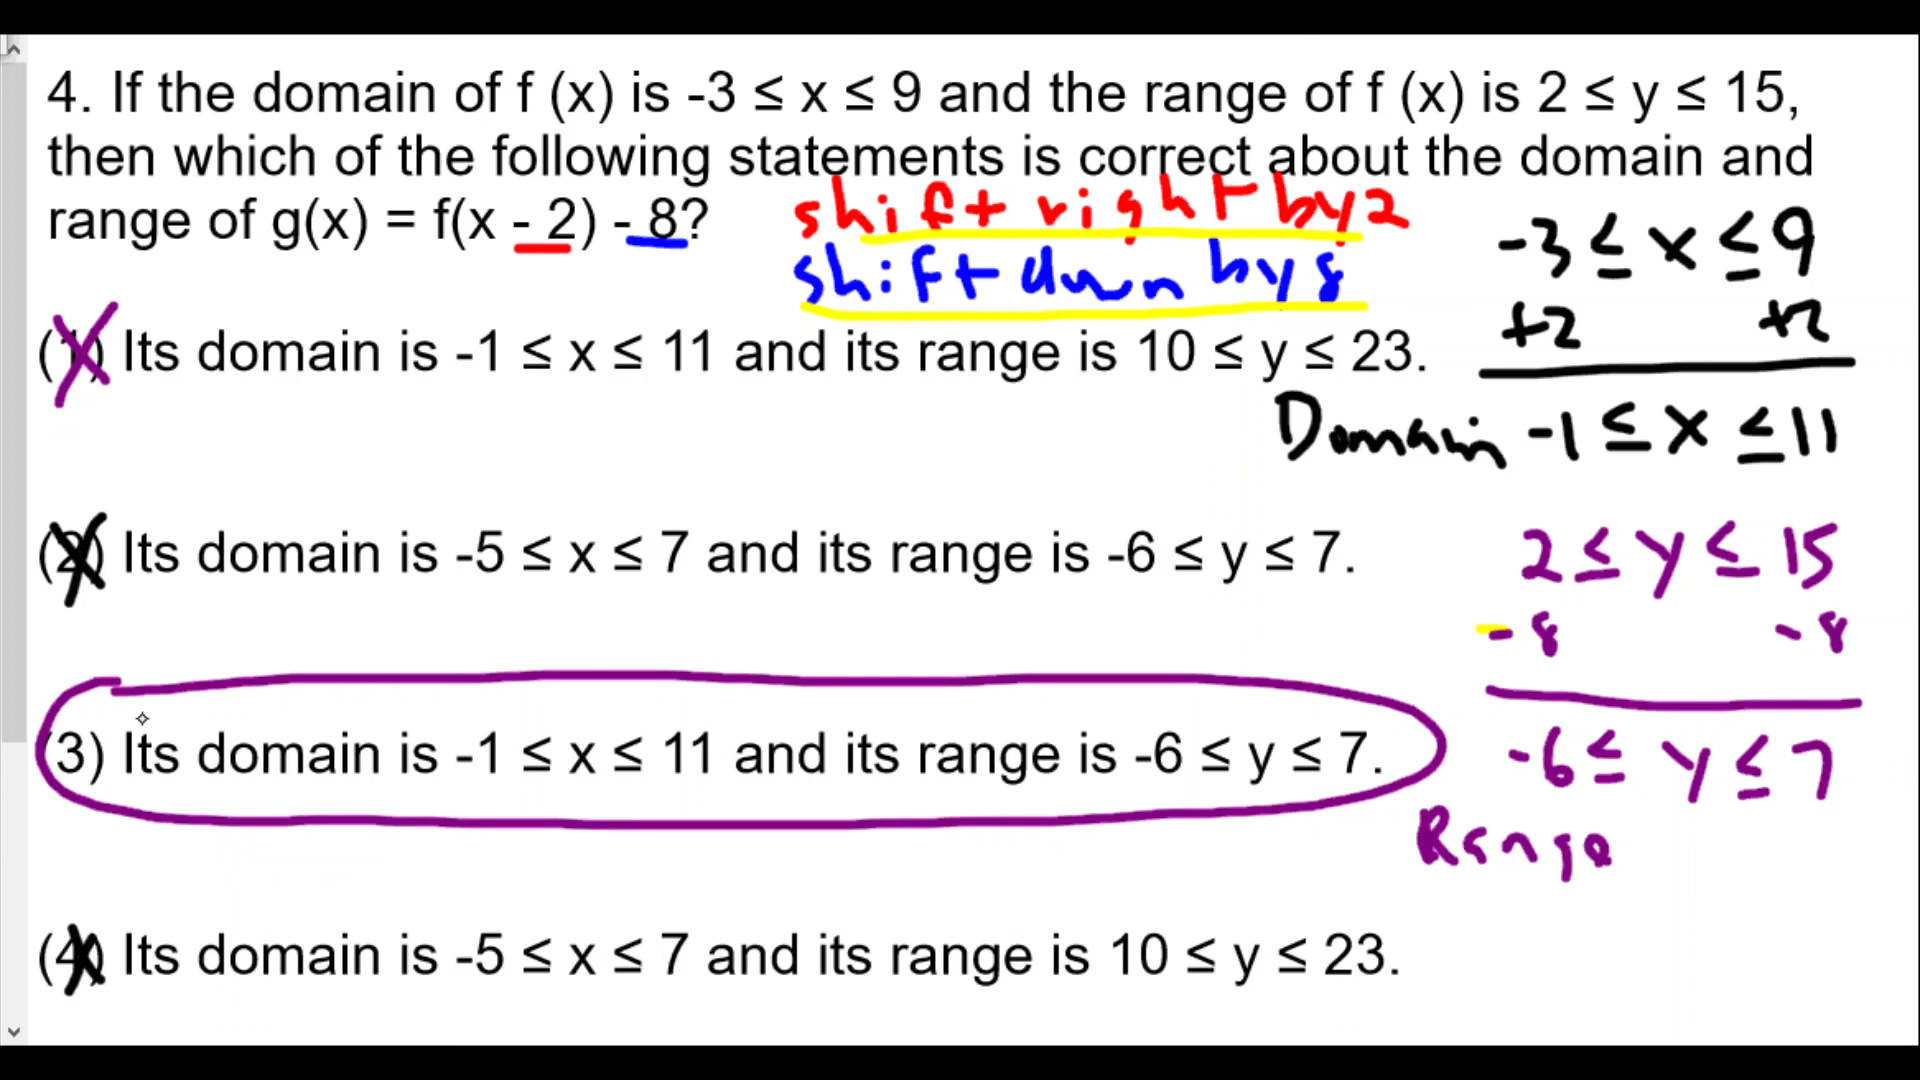 4. If the domain of f (x) is -3 ≤ x ≤ 9 and the range of f (x) is 2 ≤ y ≤ 15,
then which of the following statements is correct about the domain and
range of g(x) = f(x - 2) - 8?
shift right by 2
shift down by 8
-3 ≤ x ≤ 9
+2 +2
(1) Its domain is -1 ≤ x ≤ 11 and its range is 10 ≤ y ≤ 23.
Domain -1 ≤ x ≤ 11
(2) Its domain is -5 ≤ x ≤ 7 and its range is -6 ≤ y ≤ 7.
2 ≤ y ≤ 15
-8 -8
(3) Its domain is -1 ≤ x ≤ 11 and its range is -6 ≤ y ≤ 7.
-6 ≤ y ≤ 7
Range
(4) Its domain is -5 ≤ x ≤ 7 and its range is 10 ≤ y ≤ 23.